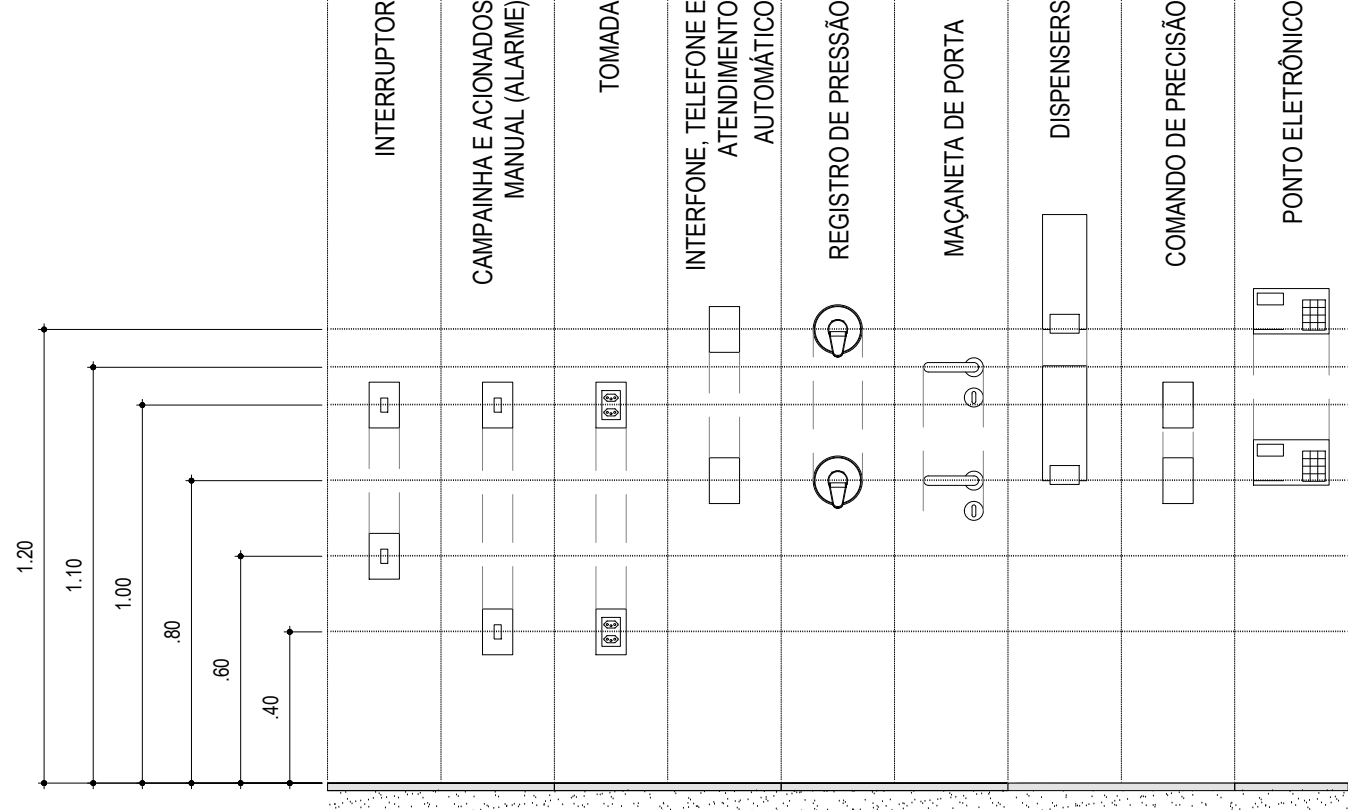 INTERRUPTOR
CAMPAINHA E ACIONADOS
MANUAL (ALARME)
TOMADA
INTERFONE, TELEFONE E
ATENDIMENTO
AUTOMÁTICO
REGISTRO DE PRESSÃO
MAÇANETA DE PORTA
DISPENSERS
COMANDO DE PRECISÃO
PONTO ELETRÔNICO
1.20
1.10
1.00
.80
.60
.40